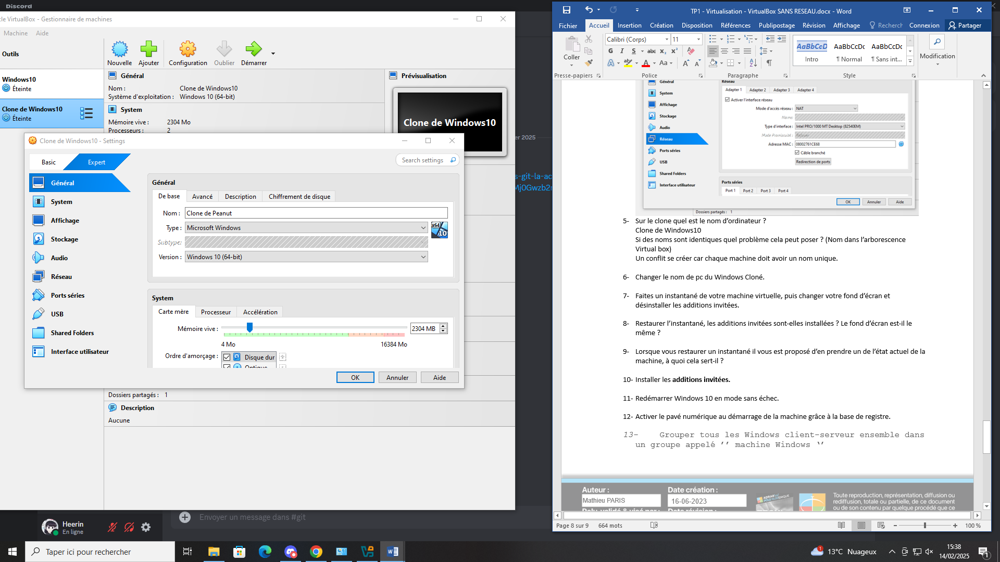 Discord
cle VirtualBox - Gestionnaire de machines
Machine Aide
Outils
Nouvelle Ajouter Configuration Oublier Démarrer
Windows10
Éteinte
Clone de Windows10
Éteinte
Général
Nom : Clone de Windows10
Système d'exploitation : Windows 10 (64-bit)
System
Mémoire vive : 2304 Mo
Processeurs : 2
Prévisualisation
Clone de Windows10
Clone de Windows10 - Settings
Basic Expert
Search settings
Général
System
Affichage
Stockage
Audio
Réseau
Ports séries
USB
Shared Folders
Interface utilisateur
Général
De base Avancé Description Chiffrement de disque
Nom : Clone de Peanut
Type : Microsoft Windows
x64 10
Subtype:
Version : Windows 10 (64-bit)
System
Carte mère Processeur Accélération
Mémoire vive : 2304 MB
4 Mo 16384 Mo
Ordre d'amorçage : Disque dur
Optique
OK Annuler Aide
Dossiers partagés : 1
Description
Aucune
er 2025
s-git-la-ac
Mj0Gwzb2r
Envoyer un message dans #git
Heerin
En ligne
TP1 - Virtualisation - VirtualBox SANS RESEAU.docx - Word
Fichier Accueil Insertion Création Disposition Références Publipostage Révision Affichage Recherch Connexion Partager
Coller
Calibri (Corps) 11
G I S abc x₂ x²
A ab A Aa A A
AaBbCcD AaBbCcDc AaBbCcDc
Intro ¶ Normal ¶ Sans int...
Modification
Presse-papiers Police Paragraphe Style
Général
System
Affichage
Stockage
Audio
Réseau
Ports séries
USB
Shared Folders
Interface utilisateur
Réseau
Adapter 1 Adapter 2 Adapter 3 Adapter 4
Activer l'interface réseau
Mode d'accès réseau : NAT
Name:
Type d'interface : Intel PRO/1000 MT Desktop (82540EM)
Mode Promiscuité : Refuser
Adresse MAC : 08002761CE68
Câble branché
Redirection de ports
Ports séries
Port 1 Port 2 Port 3 Port 4
OK Annuler Aide
Dossiers partagés : 1
5- Sur le clone quel est le nom d’ordinateur ?
Clone de Windows10
Si des noms sont identiques quel problème cela peut poser ? (Nom dans l’arborescence
Virtual box)
Un conflit se créer car chaque machine doit avoir un nom unique.
6- Changer le nom de pc du Windows Cloné.
7- Faites un instantané de votre machine virtuelle, puis changer votre fond d’écran et
désinstaller les additions invitées.
8- Restaurer l’instantané, les additions invitées sont-elles installées ? Le fond d’écran est-il le
même ?
9- Lorsque vous restaurer un instantané il vous est proposé d’en prendre un de l’état actuel de la
machine, à quoi cela sert-il ?
10- Installer les additions invitées.
11- Redémarrer Windows 10 en mode sans échec.
12- Activer le pavé numérique au démarrage de la machine grâce à la base de registre.
13- Grouper tous les Windows client-serveur ensemble dans
un groupe appelé ’’ machine Windows ‘’
Auteur :
Mathieu PARIS
Date création :
16-06-2023
Toute reproduction, représentation, diffusion ou
rediffusion, totale ou partielle, de ce document
ou de son contenu par quelque procédé que ce
Relu validé & visé par :
Date révision :
Page 8 sur 9 664 mots
100 %
Taper ici pour rechercher
1
13°C Nuageux
15:38
14/02/2025
1